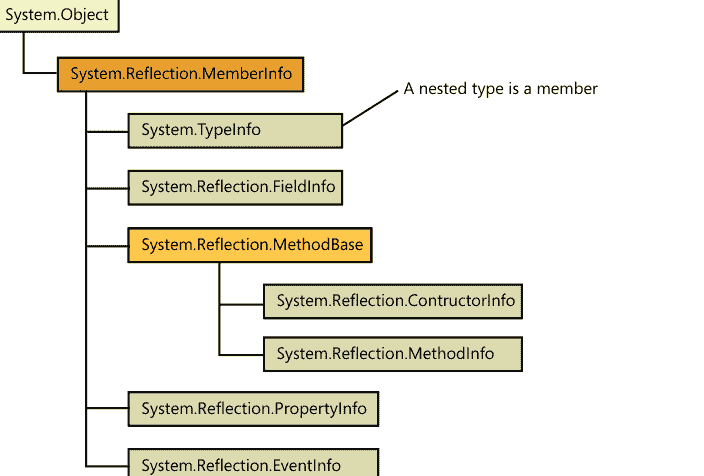 System.Object
System.Reflection.MemberInfo
A nested type is a member
System.TypeInfo
System.Reflection.FieldInfo
System.Reflection.MethodBase
System.Reflection.ContructorInfo
System.Reflection.MethodInfo
System.Reflection.PropertyInfo
System.Reflection.EventInfo